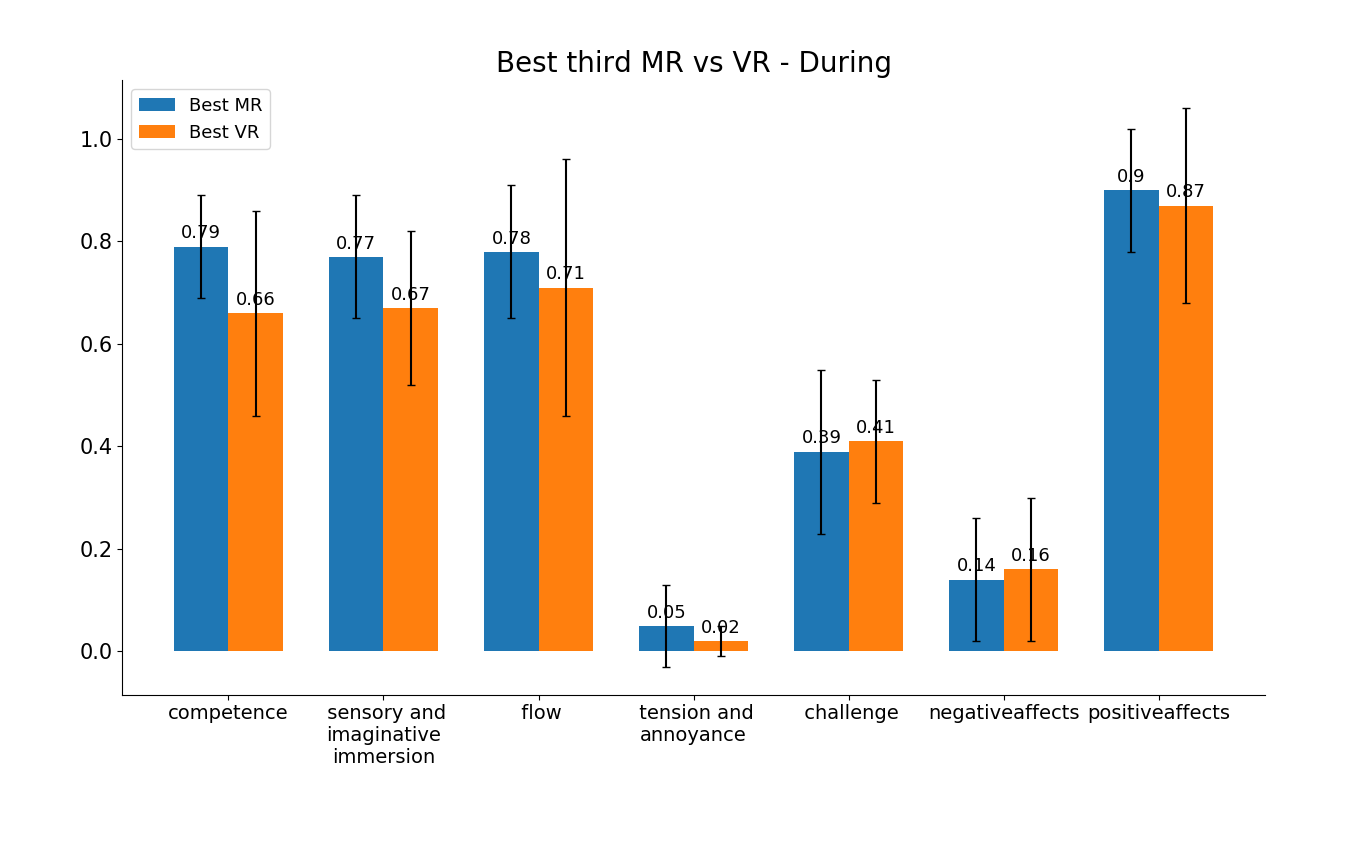 Best third MR vs VR - During
Best MR
Best VR
1.0
0.8
0.6
0.4
0.2
0.0
0.79
0.66
0.77
0.67
0.78
0.71
0.05
0.02
0.39
0.41
0.14
0.16
0.9
0.87
competence
sensory and
imaginative
immersion
flow
tension and
annoyance
challenge
negativeaffects
positiveaffects